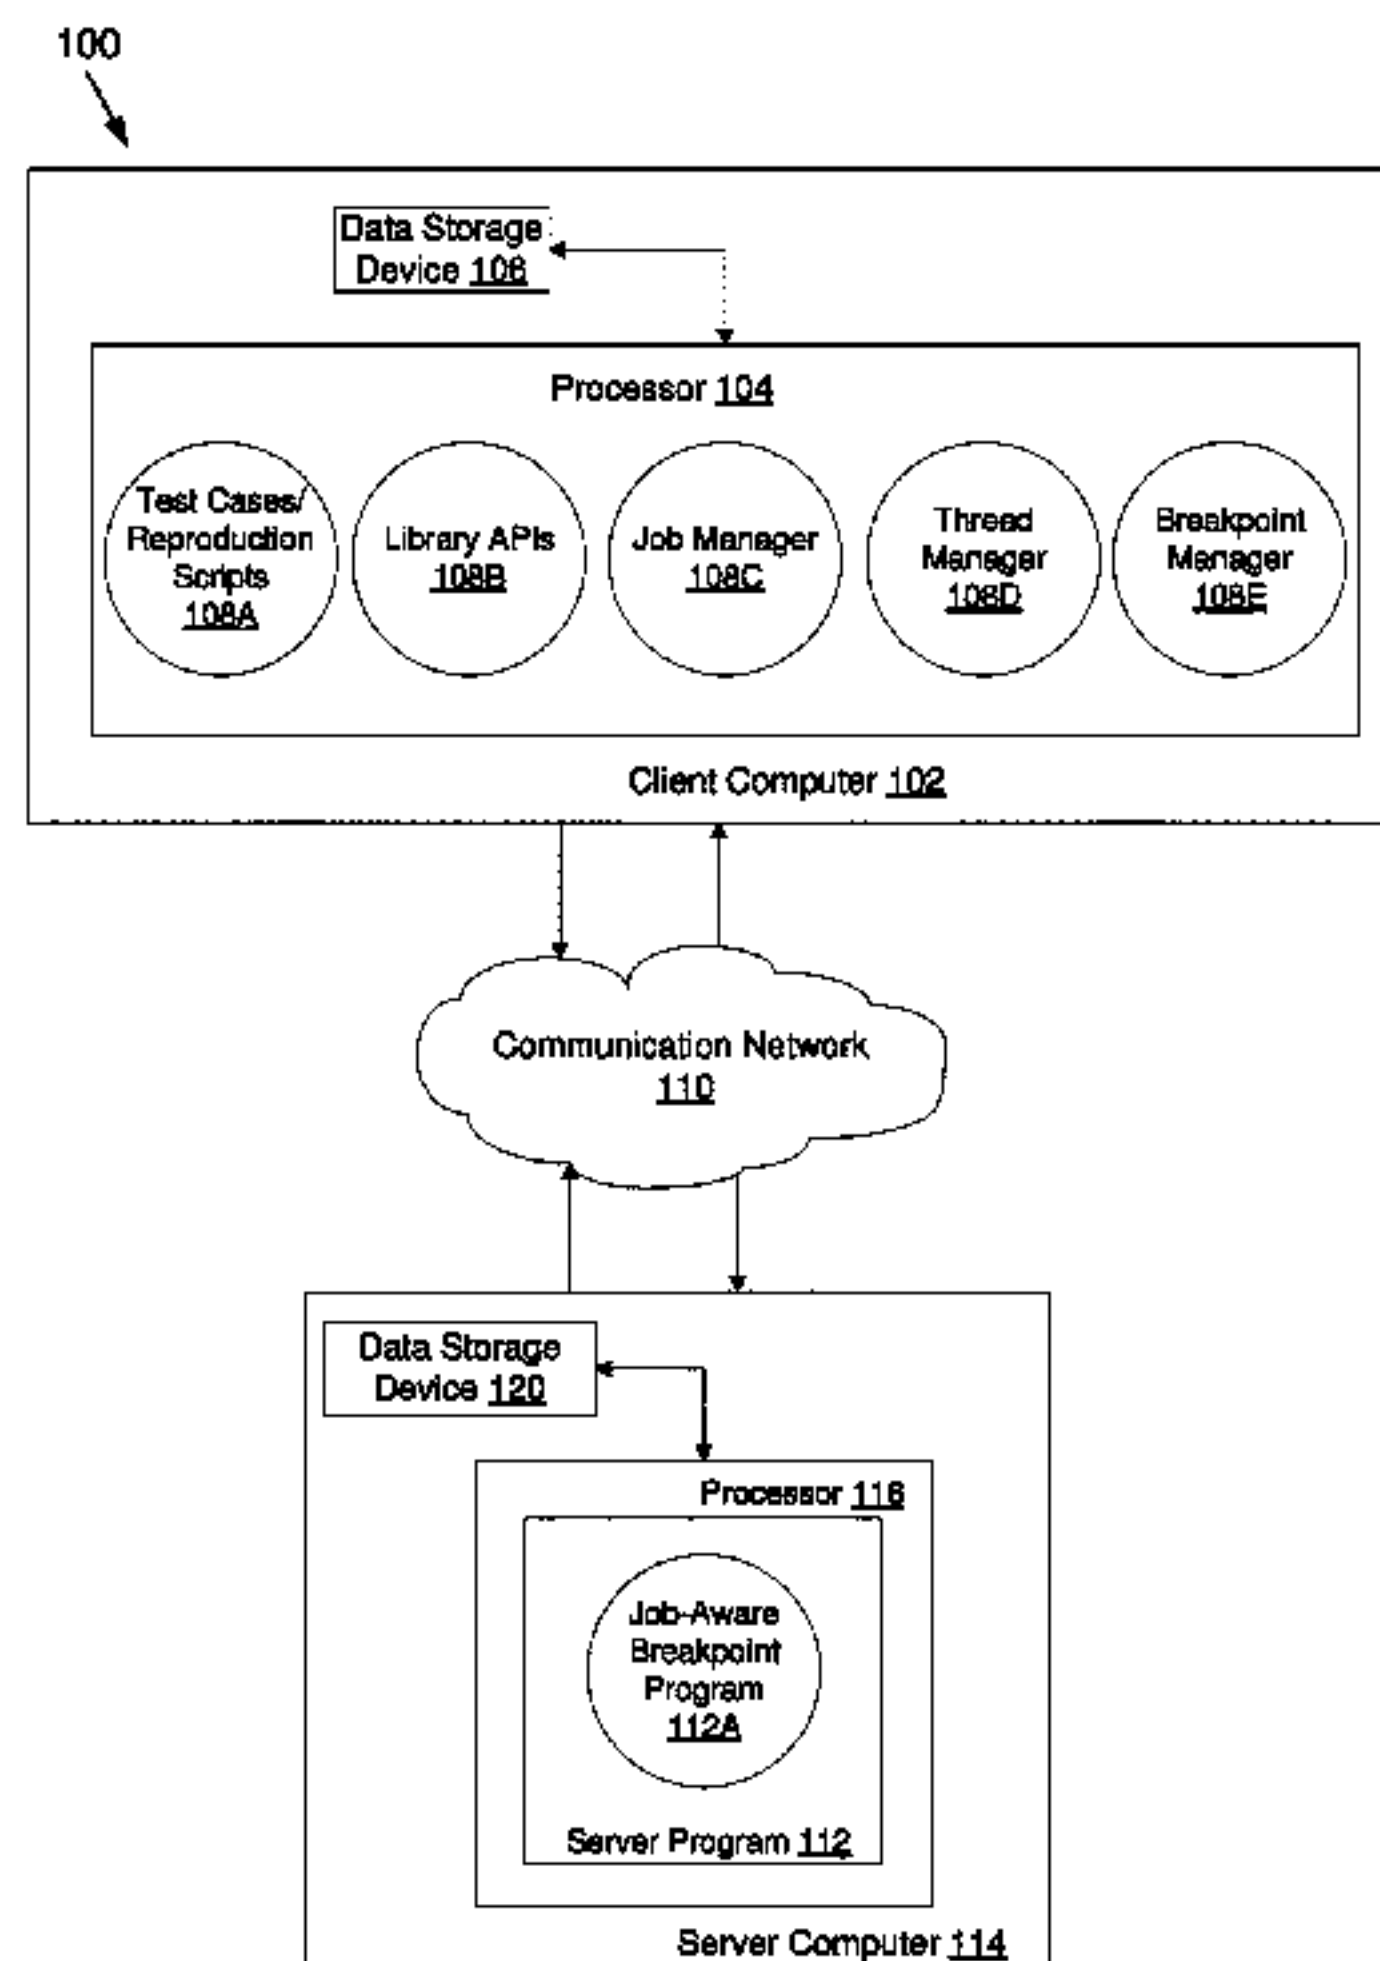 100
Data Storage
Device 106
Processor 104
Test Cases/
Reproduction
Scripts
108A
Library APIs
108B
Job Manager
108C
Thread
Manager
108D
Breakpoint
Manager
108E
Client Computer 102
Communication Network
110
Data Storage
Device 120
Processor 116
Job-Aware
Breakpoint
Program
112A
Server Program 112
Server Computer 114